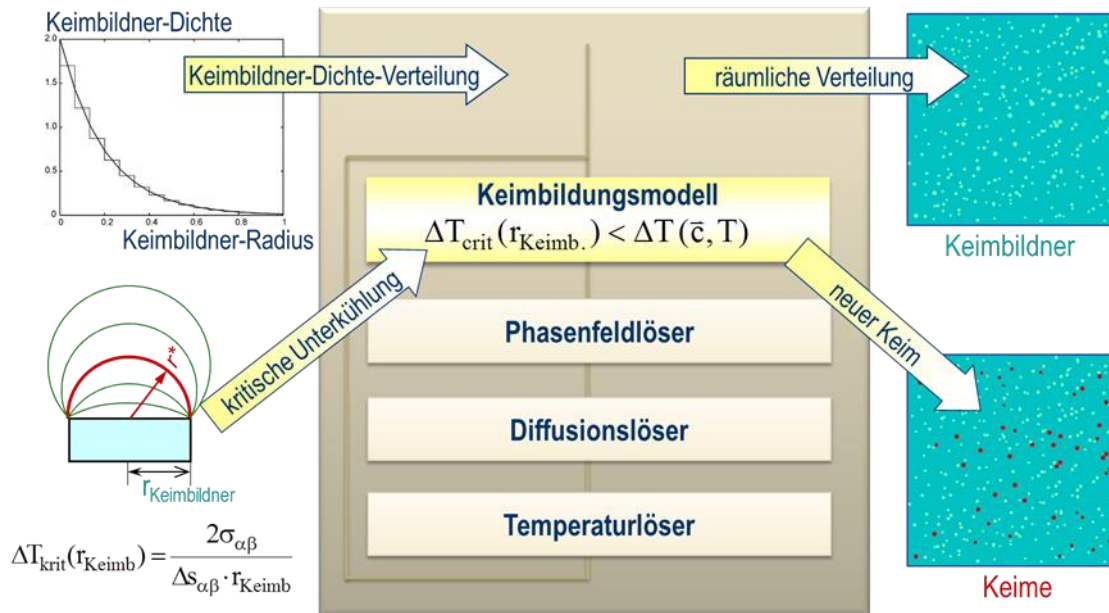 Keimbildner-Dichte
2.0
1.5
1.0
0.5
0
0
0.2
0.4
0.6
0.8
1
Keimbildner-Radius
Keimbildner-Dichte-Verteilung
räumliche Verteilung
Keimbildner
Keimbildungsmodell
ΔT_crit(r_Keimb.) < ΔT(c̄, T)
kritische Unterkühlung
neuer Keim
Phasenfeldlöser
Diffusionslöser
Temperaturlöser
r*
r_Keimbildner
ΔT_krit(r_Keimb) = 2σ_αβ / Δs_αβ · r_Keimb
Keime